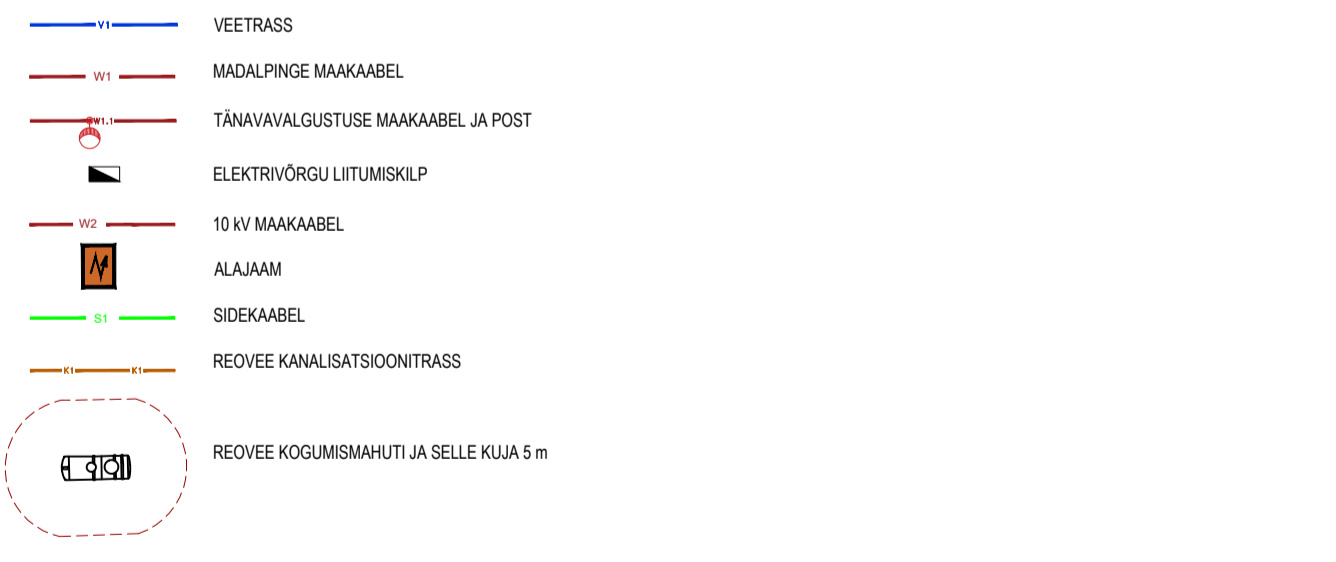 V1 VEETRASS
W1 MADALPINGE MAAKAABEL
W1.1 TÄNAVAVALGUSTUSE MAAKAABEL JA POST
ELEKTRIVÕRGU LIITUMISKILP
W2 10 kV MAAKAABEL
ALAJAAM
S1 SIDEKAABEL
K1 K1 REOVEE KANALISATSIOONITRASS
REOVEE KOGUMISMAHUTI JA SELLE KUJA 5 m